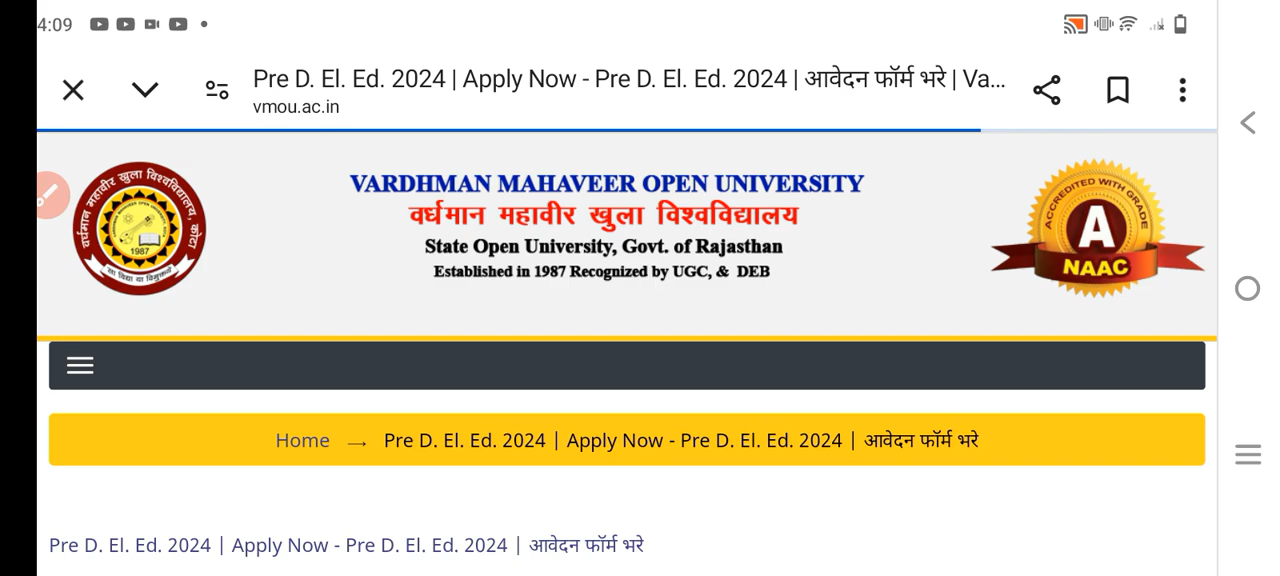 4:09
Pre D. El. Ed. 2024 | Apply Now - Pre D. El. Ed. 2024 | आवेदन फॉर्म भरे | Va...
vmou.ac.in
वर्धमान महावीर खुला विश्वविद्यालय, कोटा
1987
VARDHMAN MAHAVEER OPEN UNIVERSITY
वर्धमान महावीर खुला विश्वविद्यालय
State Open University, Govt. of Rajasthan
Established in 1987 Recognized by UGC, & DEB
ACCREDITED WITH GRADE
A
NAAC
Home → Pre D. El. Ed. 2024 | Apply Now - Pre D. El. Ed. 2024 | आवेदन फॉर्म भरे
Pre D. El. Ed. 2024 | Apply Now - Pre D. El. Ed. 2024 | आवेदन फॉर्म भरे